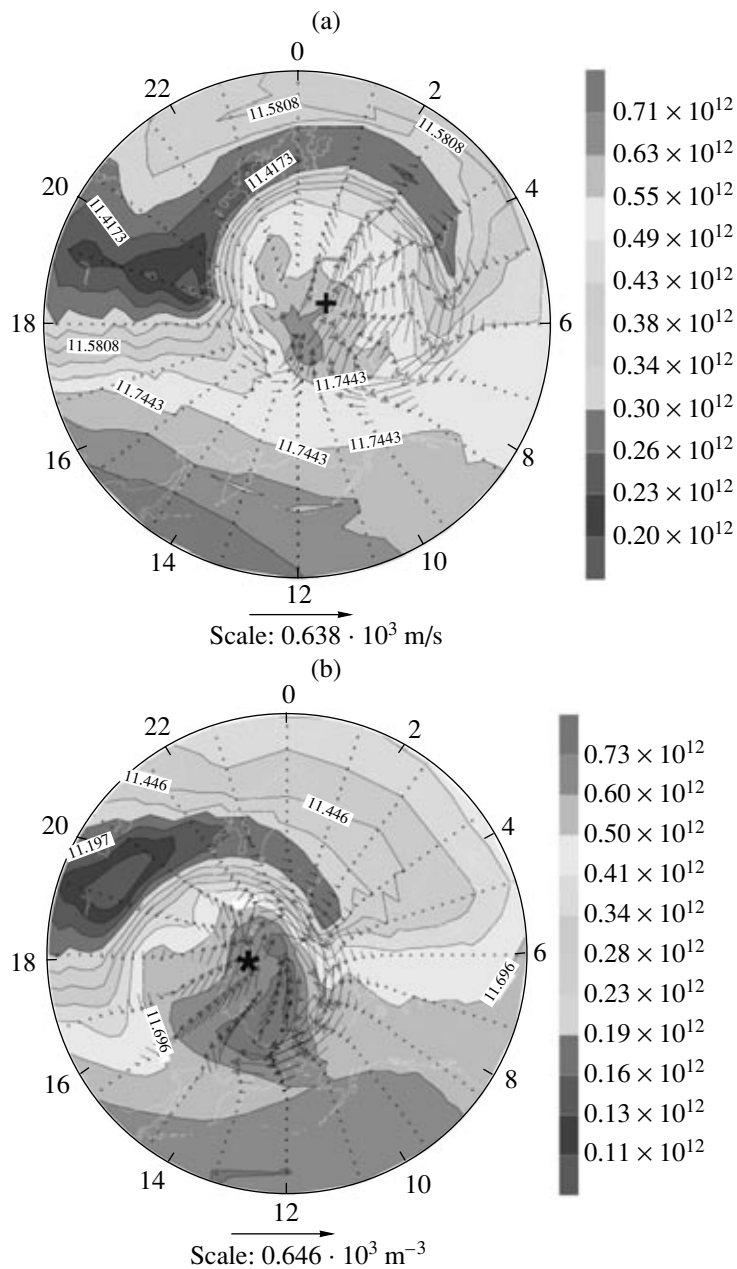 (a)
0
22
2
20
4
18
6
16
8
14
10
12
11.5808
11.5808
11.4173
11.4173
11.5808
11.7443
11.7443
11.7443
11.7443
0.71 × 10¹²
0.63 × 10¹²
0.55 × 10¹²
0.49 × 10¹²
0.43 × 10¹²
0.38 × 10¹²
0.34 × 10¹²
0.30 × 10¹²
0.26 × 10¹²
0.23 × 10¹²
0.20 × 10¹²
Scale: 0.638 · 10³ m/s
(b)
0
22
2
20
4
18
6
16
8
14
10
12
11.446
11.446
11.197
11.696
11.696
0.73 × 10¹²
0.60 × 10¹²
0.50 × 10¹²
0.41 × 10¹²
0.34 × 10¹²
0.28 × 10¹²
0.23 × 10¹²
0.19 × 10¹²
0.16 × 10¹²
0.13 × 10¹²
0.11 × 10¹²
Scale: 0.646 · 10³ m⁻³